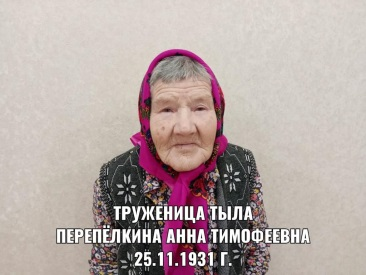 ТРУЖЕНИЦА ТЫЛА
ПЕРЕПЁЛКИНА АННА ТИМОФЕЕВНА
25.11.1931 Г.